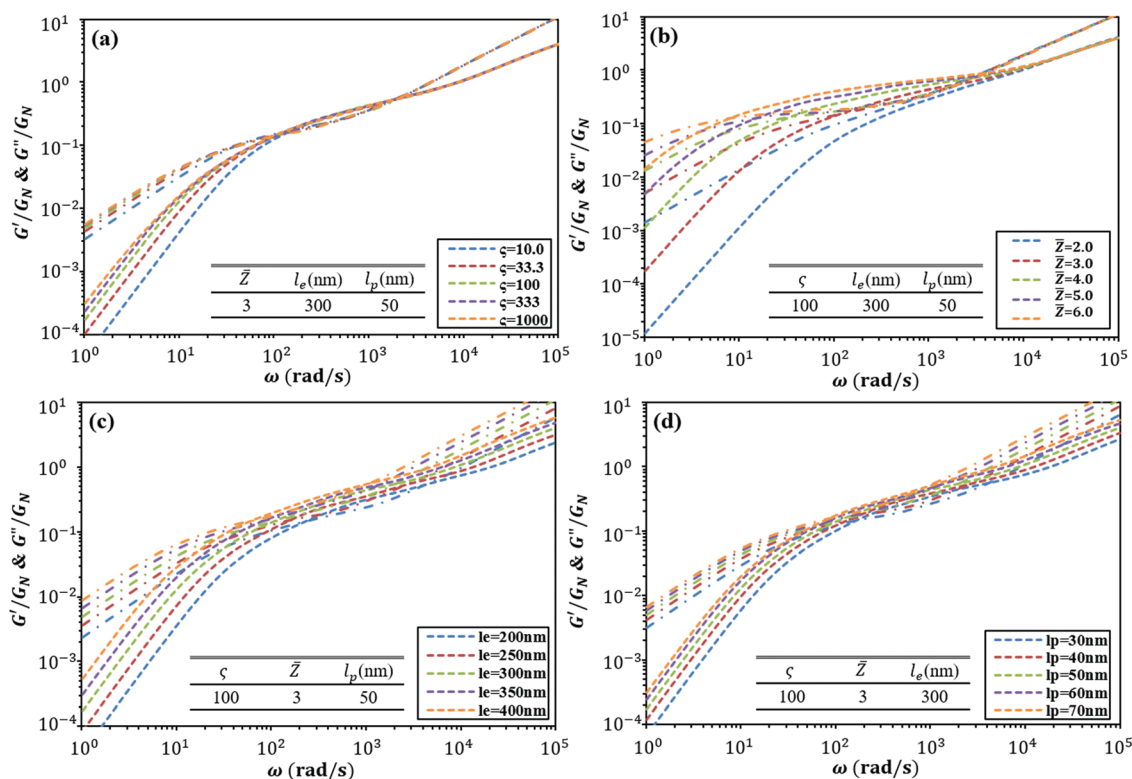 (a)
10¹
10⁰
10⁻¹
10⁻²
10⁻³
10⁻⁴
G′/G_N & G″/G_N
ς=10.0
ς=33.3
ς=100
ς=333
ς=1000
Z̄ l_e(nm) l_p(nm)
3 300 50
10⁰ 10¹ 10² 10³ 10⁴ 10⁵
ω (rad/s)
(b)
10¹
10⁰
10⁻¹
10⁻²
10⁻³
10⁻⁴
10⁻⁵
G′/G_N & G″/G_N
Z̄=2.0
Z̄=3.0
Z̄=4.0
Z̄=5.0
Z̄=6.0
ς l_e(nm) l_p(nm)
100 300 50
10⁰ 10¹ 10² 10³ 10⁴ 10⁵
ω (rad/s)
(c)
10¹
10⁰
10⁻¹
10⁻²
10⁻³
10⁻⁴
G′/G_N & G″/G_N
le=200nm
le=250nm
le=300nm
le=350nm
le=400nm
ς Z̄ l_p(nm)
100 3 50
10⁰ 10¹ 10² 10³ 10⁴ 10⁵
ω (rad/s)
(d)
10¹
10⁰
10⁻¹
10⁻²
10⁻³
10⁻⁴
G′/G_N & G″/G_N
lp=30nm
lp=40nm
lp=50nm
lp=60nm
lp=70nm
ς Z̄ l_e(nm)
100 3 300
10⁰ 10¹ 10² 10³ 10⁴ 10⁵
ω (rad/s)